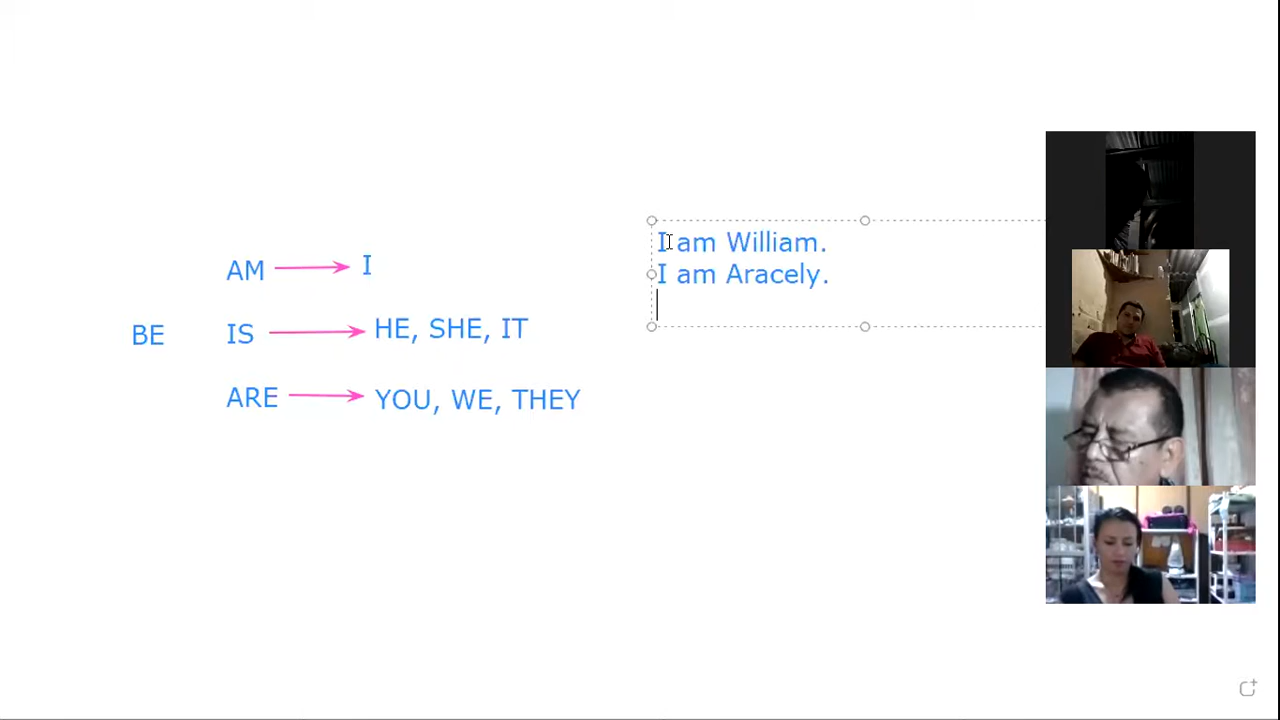 AM I
BE IS HE, SHE, IT
ARE YOU, WE, THEY
I am William.
I am Aracely.